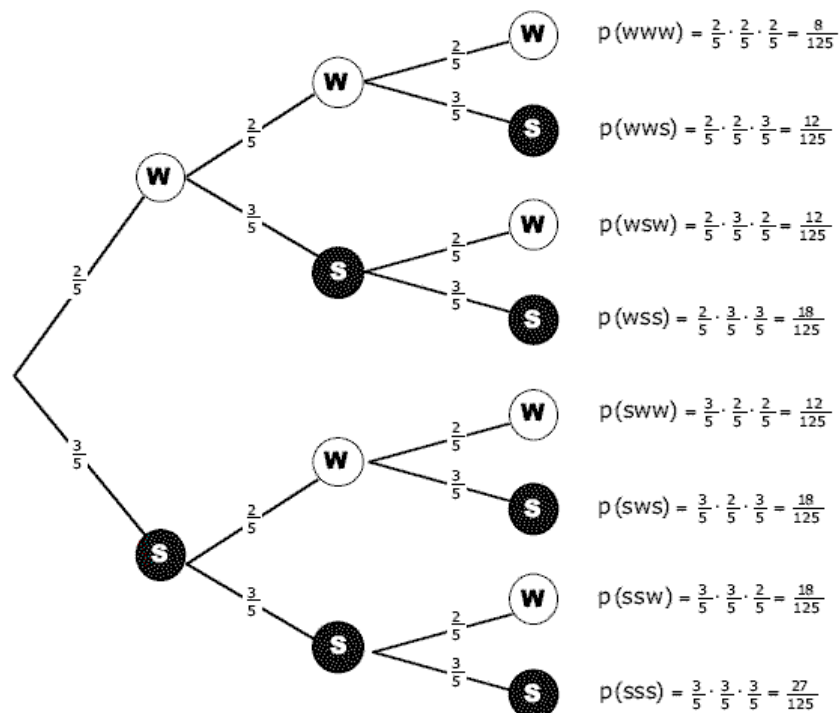 W
p(www) = 2/5 · 2/5 · 2/5 = 8/125
2/5
W
2/5
3/5
S
p(wws) = 2/5 · 2/5 · 3/5 = 12/125
W
2/5
3/5
W
p(wsw) = 2/5 · 3/5 · 2/5 = 12/125
2/5
S
2/5
3/5
S
p(wss) = 2/5 · 3/5 · 3/5 = 18/125
W
p(sww) = 3/5 · 2/5 · 2/5 = 12/125
3/5
2/5
W
2/5
3/5
S
p(sws) = 3/5 · 2/5 · 3/5 = 18/125
S
3/5
W
p(ssw) = 3/5 · 3/5 · 2/5 = 18/125
2/5
S
3/5
S
p(sss) = 3/5 · 3/5 · 3/5 = 27/125